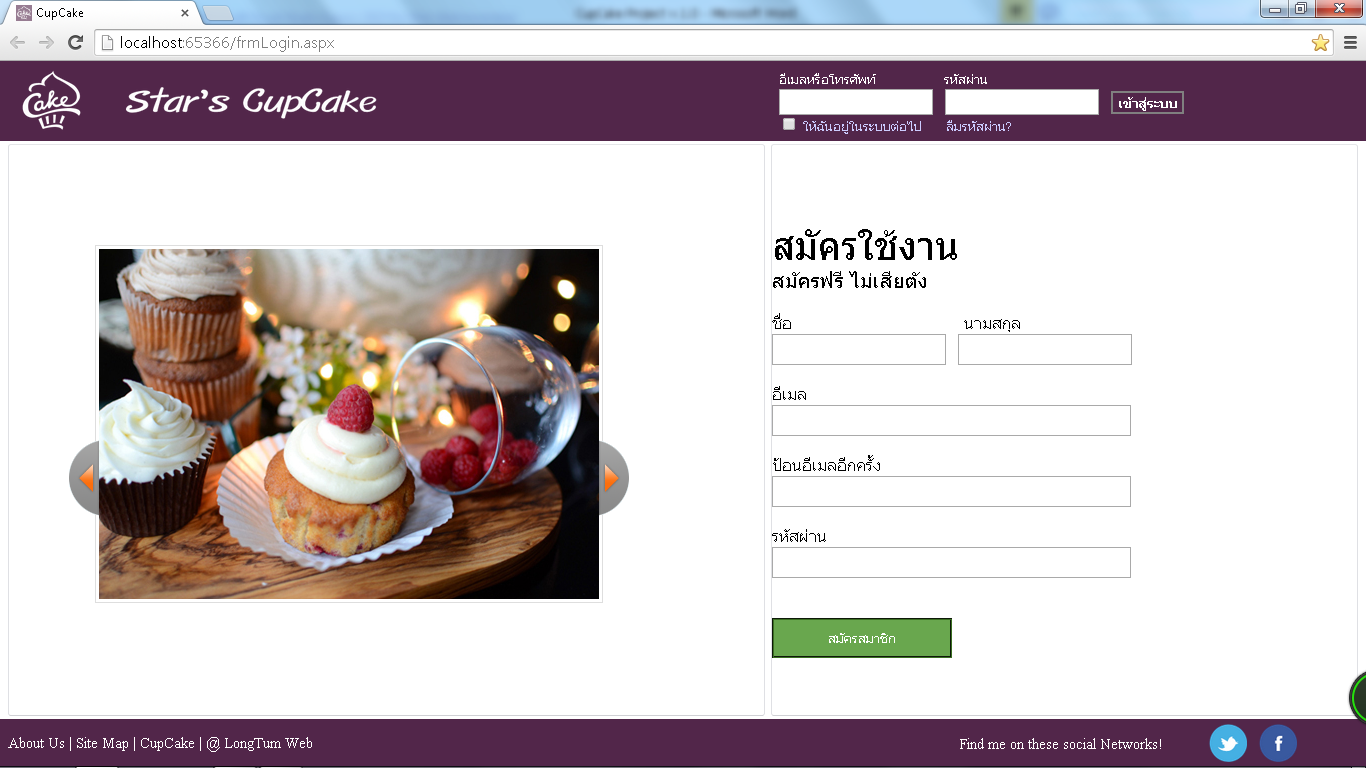 CupCake
CupCake Project v.1.0 - Microsoft Word
localhost:65366/frmLogin.aspx
Cake
Star's CupCake
อีเมลหรือโทรศัพท์
รหัสผ่าน
เข้าสู่ระบบ
ให้ฉันอยู่ในระบบต่อไป
ลืมรหัสผ่าน?
สมัครใช้งาน
สมัครฟรี ไม่เสียตัง
ชื่อ
นามสกุล
อีเมล
ป้อนอีเมลอีกครั้ง
รหัสผ่าน
สมัครสมาชิก
About Us | Site Map | CupCake | @ LongTum Web
Find me on these social Networks!